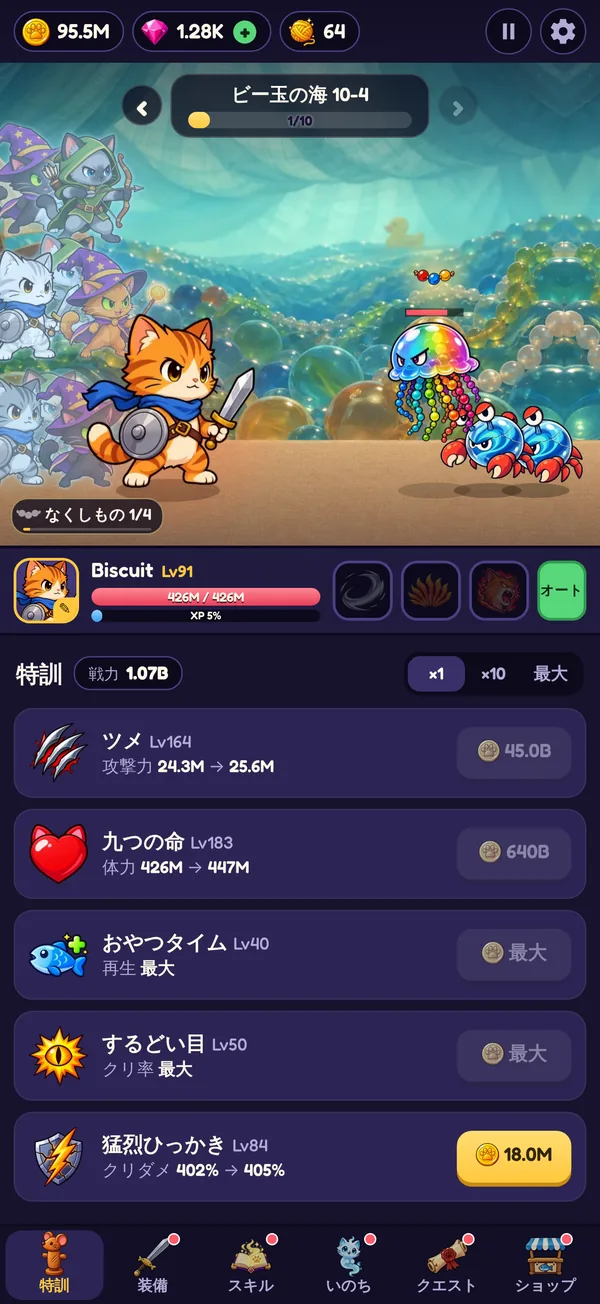 95.5M
1.28K
64
ビー玉の海 10-4
1/10
なくしもの 1/4
Biscuit Lv91
426M / 426M
XP 5%
オート
特訓
戦力 1.07B
×1
×10
最大
ツメ Lv164
攻撃力 24.3M → 25.6M
45.0B
九つの命 Lv183
体力 426M → 447M
640B
おやつタイム Lv40
再生 最大
最大
するどい目 Lv50
クリ率 最大
最大
猛烈ひっかき Lv84
クリダメ 402% → 405%
18.0M
特訓
装備
スキル
いのち
クエスト
ショップ